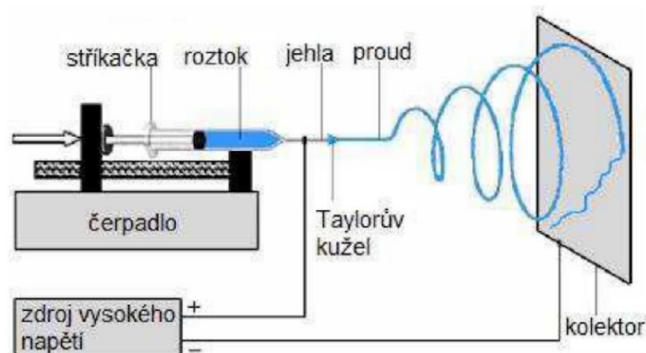 stříkačka
roztok
jehla
proud
čerpadlo
Taylorův
kužel
zdroj vysokého
napětí
+
−
kolektor